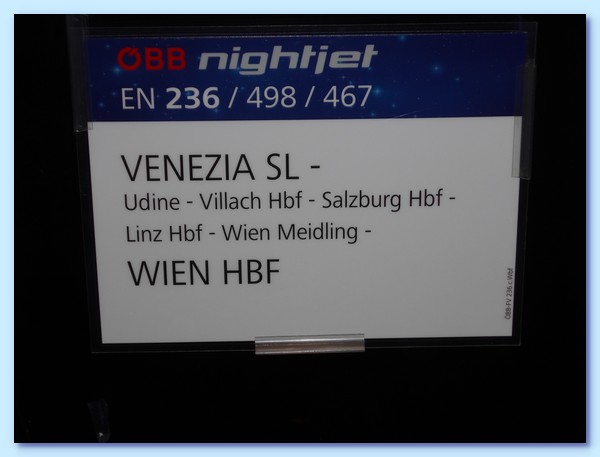 ÖBB nightjet
EN 236 / 498 / 467
VENEZIA SL -
Udine - Villach Hbf - Salzburg Hbf -
Linz Hbf - Wien Meidling -
WIEN HBF